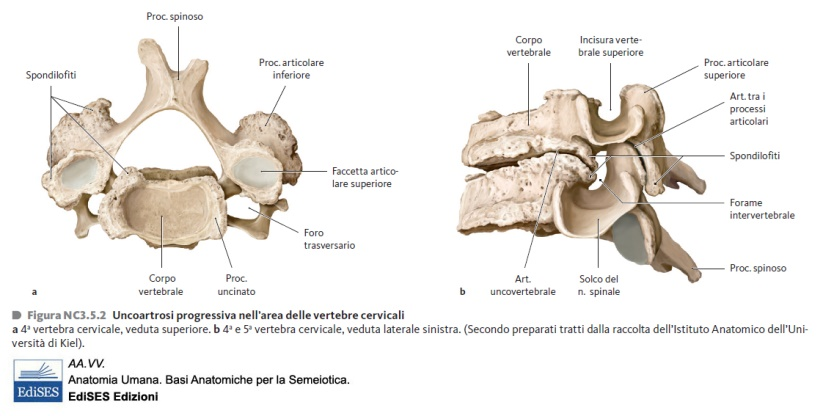 Proc. spinoso
Proc. articolare
inferiore
Spondilofiti
Faccetta artico-
lare superiore
Foro
trasversario
Corpo
vertebrale
Proc.
uncinato
a
Corpo
vertebrale
Incisura verte-
brale superiore
Proc. articolare
superiore
Art. tra i
processi
articolari
Spondilofiti
Forame
intervertebrale
Proc. spinoso
Art.
uncovertebrale
Solco del
n. spinale
b
Figura NC3.5.2 Uncoartrosi progressiva nell'area delle vertebre cervicali
a 4ª vertebra cervicale, veduta superiore. b 4ª e 5ª vertebra cervicale, veduta laterale sinistra. (Secondo preparati tratti dalla raccolta dell'Istituto Anatomico dell'Uni-
versità di Kiel).
AA.VV.
Anatomia Umana. Basi Anatomiche per la Semeiotica.
EdiSES Edizioni
EdiSES